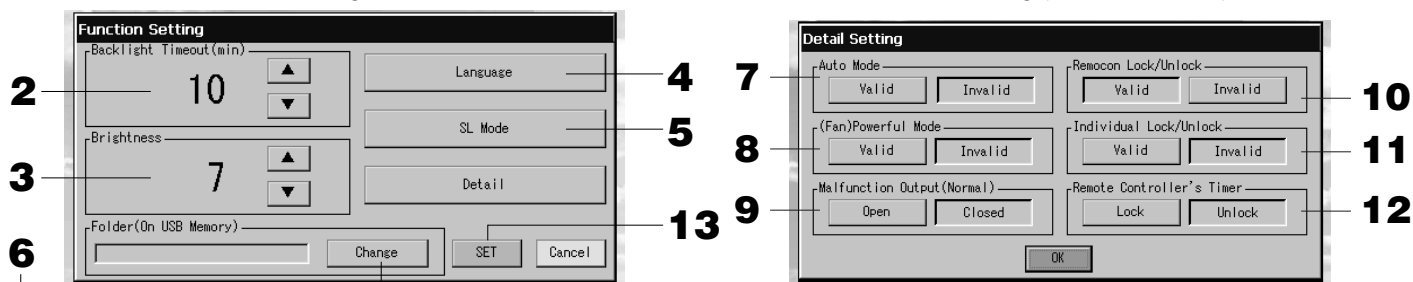 Function Setting
Backlight Timeout(min)
2
10
▲
▼
Language
4
SL Mode
5
Brightness
3
7
▲
▼
Detail
Folder(On USB Memory)
6
Change
SET
Cancel
13
Detail Setting
Auto Mode
7
Valid
Invalid
Remocon Lock/Unlock
Valid
Invalid
10
(Fan)Powerful Mode
8
Valid
Invalid
Individual Lock/Unlock
Valid
Invalid
11
Malfunction Output(Normal)
9
Open
Closed
Remote Controller's Timer
Lock
Unlock
12
OK